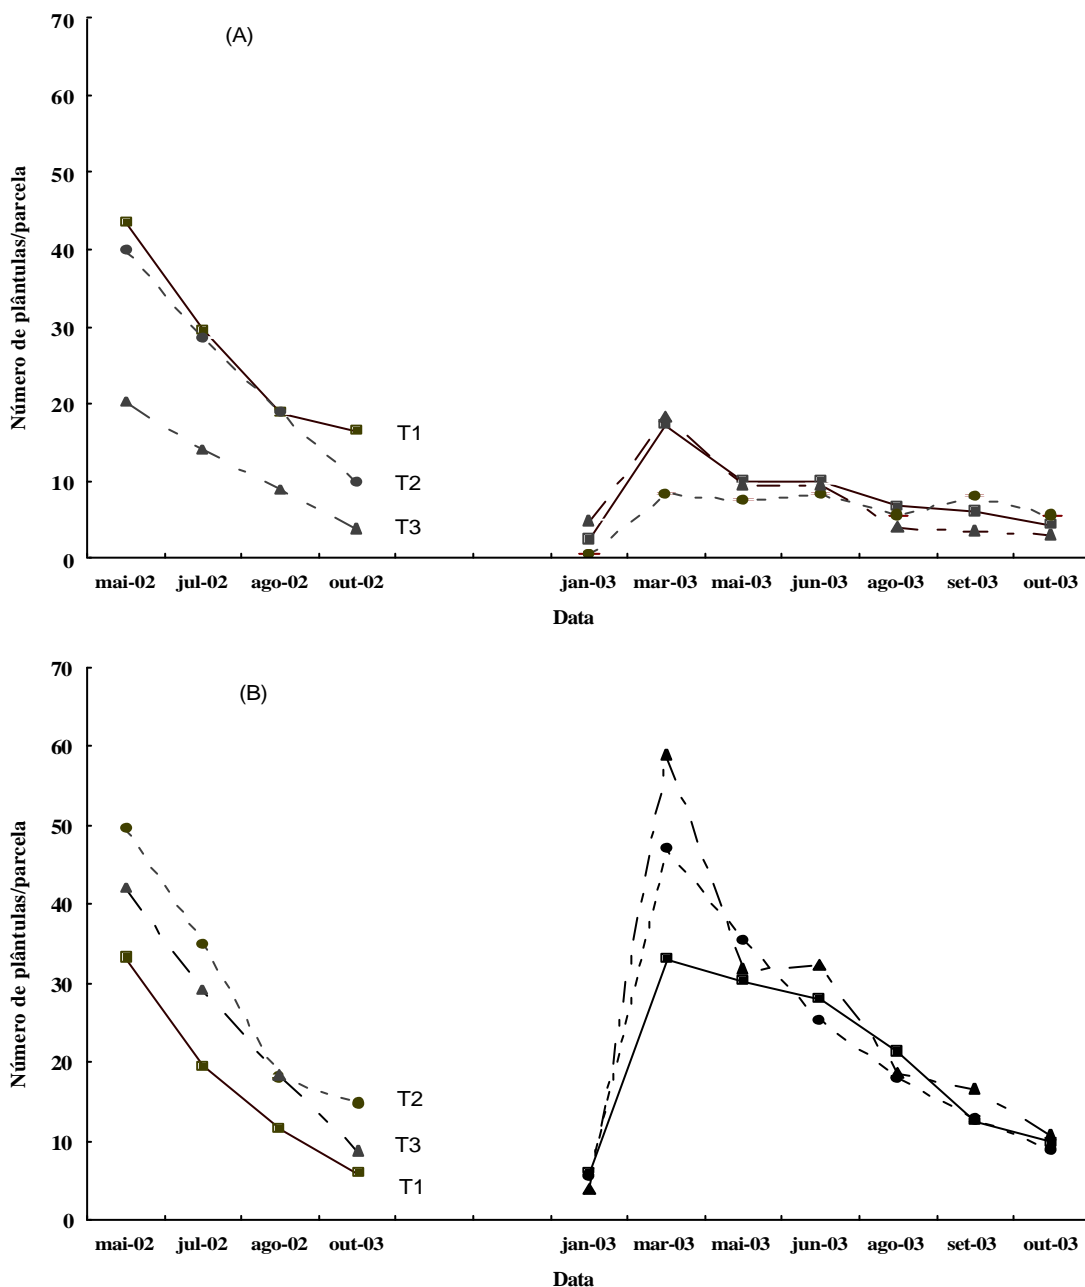 (A)
Número de plântulas/parcela
70
60
50
40
30
20
10
0
T1
T2
T3
mai-02 jul-02 ago-02 out-02 jan-03 mar-03 mai-03 jun-03 ago-03 set-03 out-03
Data
(B)
Número de plântulas/parcela
70
60
50
40
30
20
10
0
T2
T3
T1
mai-02 jul-02 ago-02 out-03 jan-03 mar-03 mai-03 jun-03 ago-03 set-03 out-03
Data